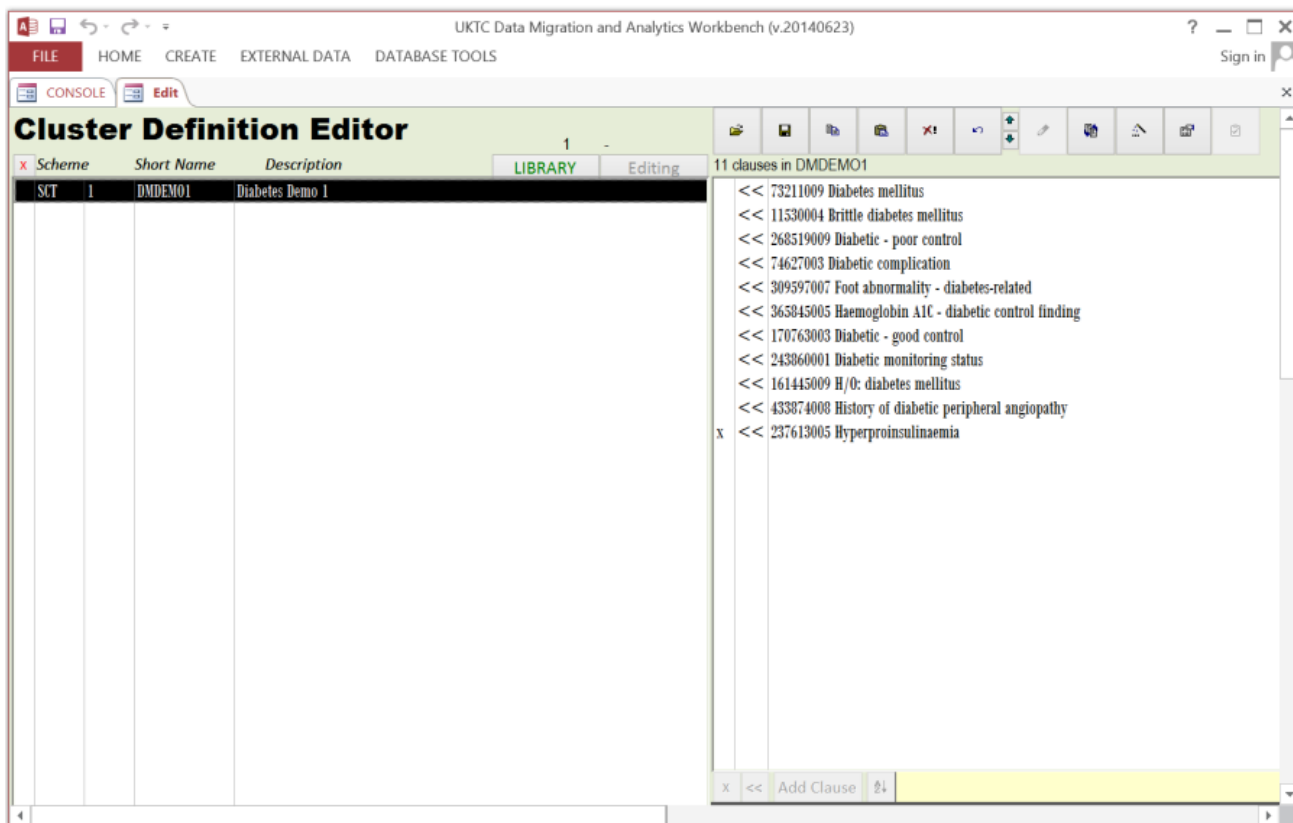 UKTC Data Migration and Analytics Workbench (v.20140623)
?
FILE HOME CREATE EXTERNAL DATA DATABASE TOOLS Sign in
CONSOLE Edit
Cluster Definition Editor
1 -
x Scheme Short Name Description LIBRARY Editing
SCT 1 DMDEMO1 Diabetes Demo 1
11 clauses in DMDEMO1
<< 73211009 Diabetes mellitus
<< 11530004 Brittle diabetes mellitus
<< 268519009 Diabetic - poor control
<< 74627003 Diabetic complication
<< 309597007 Foot abnormality - diabetes-related
<< 365845005 Haemoglobin A1C - diabetic control finding
<< 170763003 Diabetic - good control
<< 243860001 Diabetic monitoring status
<< 161445009 H/O: diabetes mellitus
<< 433874008 History of diabetic peripheral angiopathy
x << 237613005 Hyperproinsulinaemia
x << Add Clause